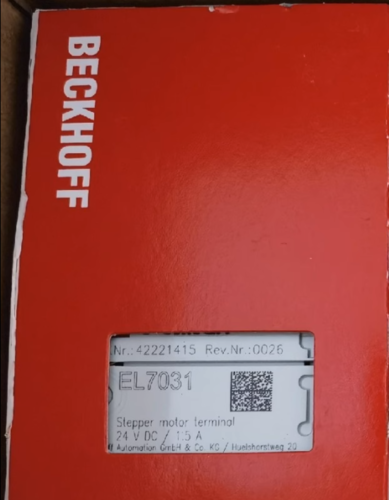 BECKHOFF
Nr.:42221415 Rev.Nr.:0026
EL7031
Stepper motor terminal
24 V DC / 1.5 A
Automation GmbH & Co. KG / Huelshorstweg 20